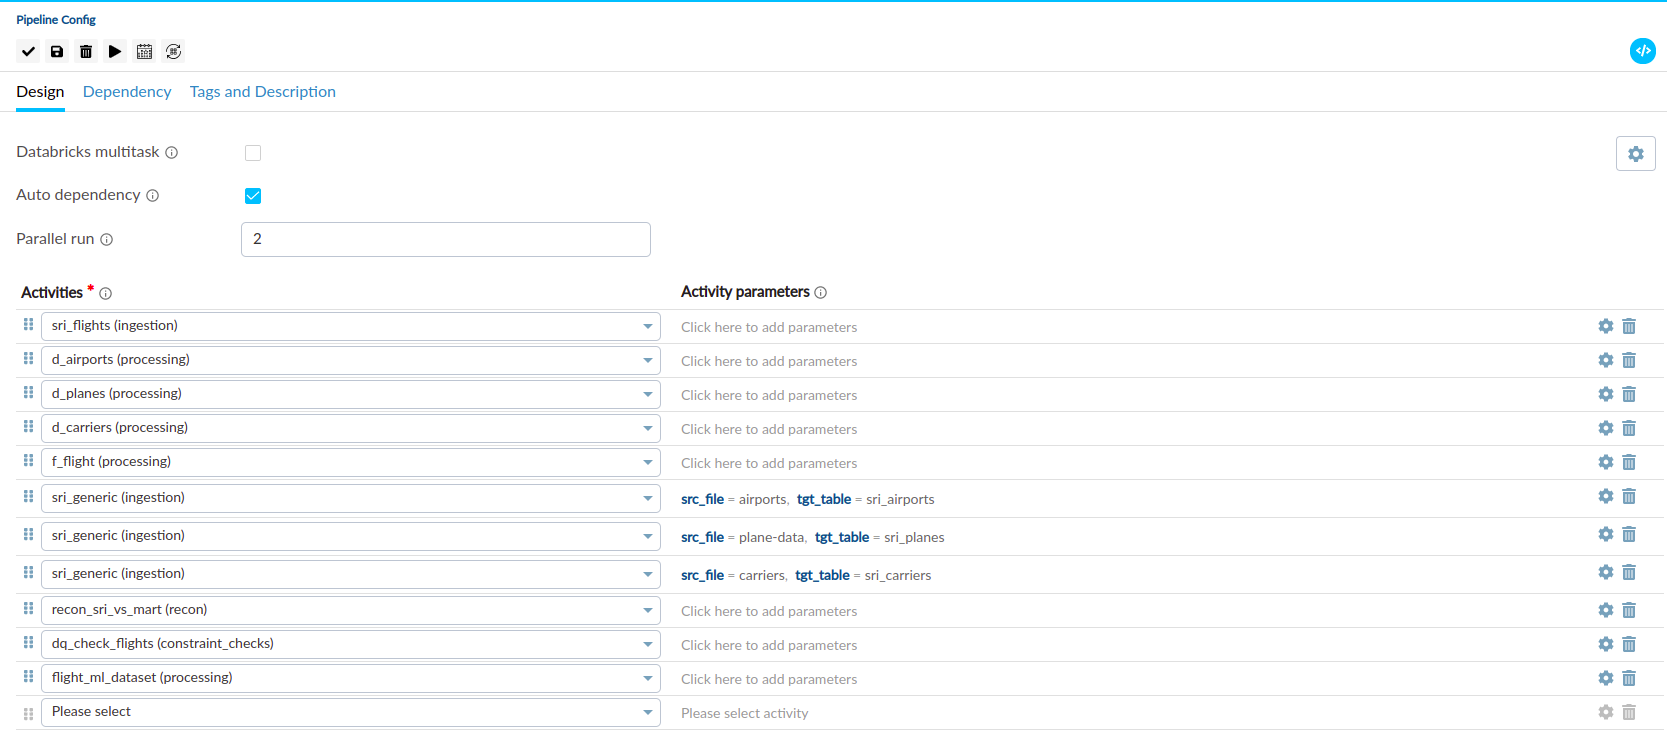 Pipeline Config
</>
Design Dependency Tags and Description
Databricks multitask
Auto dependency
Parallel run 2
Activities * Activity parameters
sri_flights (ingestion) Click here to add parameters
d_airports (processing) Click here to add parameters
d_planes (processing) Click here to add parameters
d_carriers (processing) Click here to add parameters
f_flight (processing) Click here to add parameters
sri_generic (ingestion) src_file = airports, tgt_table = sri_airports
sri_generic (ingestion) src_file = plane-data, tgt_table = sri_planes
sri_generic (ingestion) src_file = carriers, tgt_table = sri_carriers
recon_sri_vs_mart (recon) Click here to add parameters
dq_check_flights (constraint_checks) Click here to add parameters
flight_ml_dataset (processing) Click here to add parameters
Please select Please select activity